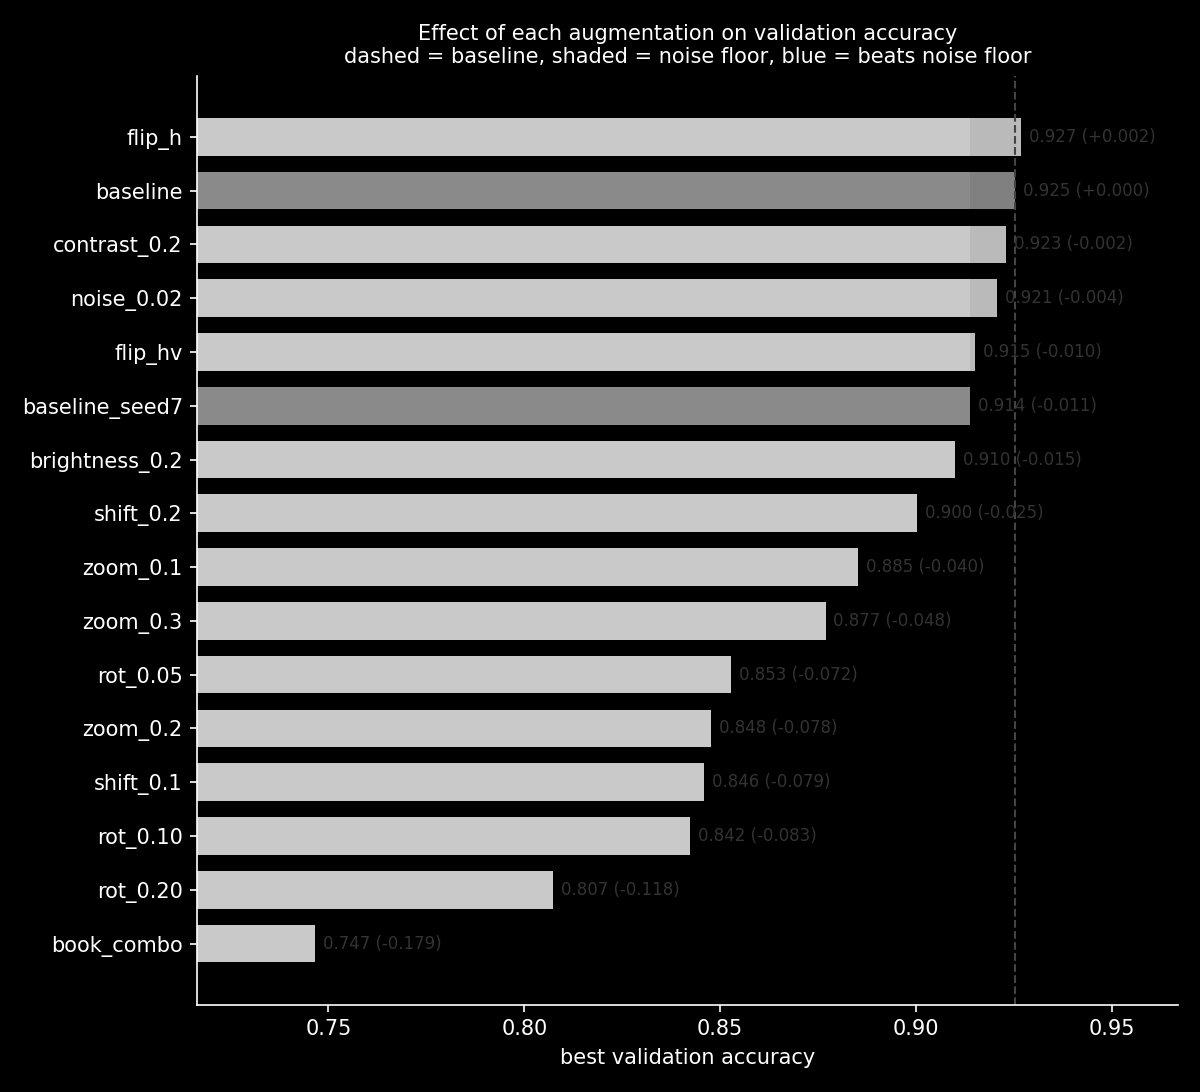 Effect of each augmentation on validation accuracy
dashed = baseline, shaded = noise floor, blue = beats noise floor
flip_h 0.927 (+0.002)
baseline 0.925 (+0.000)
contrast_0.2 0.923 (-0.002)
noise_0.02 0.921 (-0.004)
flip_hv 0.915 (-0.010)
baseline_seed7 0.914 (-0.011)
brightness_0.2 0.910 (-0.015)
shift_0.2 0.900 (-0.025)
zoom_0.1 0.885 (-0.040)
zoom_0.3 0.877 (-0.048)
rot_0.05 0.853 (-0.072)
zoom_0.2 0.848 (-0.078)
shift_0.1 0.846 (-0.079)
rot_0.10 0.842 (-0.083)
rot_0.20 0.807 (-0.118)
book_combo 0.747 (-0.179)
0.75 0.80 0.85 0.90 0.95
best validation accuracy